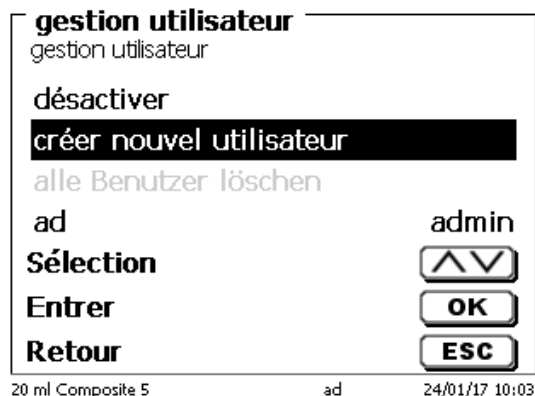 gestion utilisateur
gestion utilisateur
désactiver
créer nouvel utilisateur
alle Benutzer löschen
ad admin
Sélection
Entrer OK
Retour ESC
20 ml Composite 5 ad 24/01/17 10:03